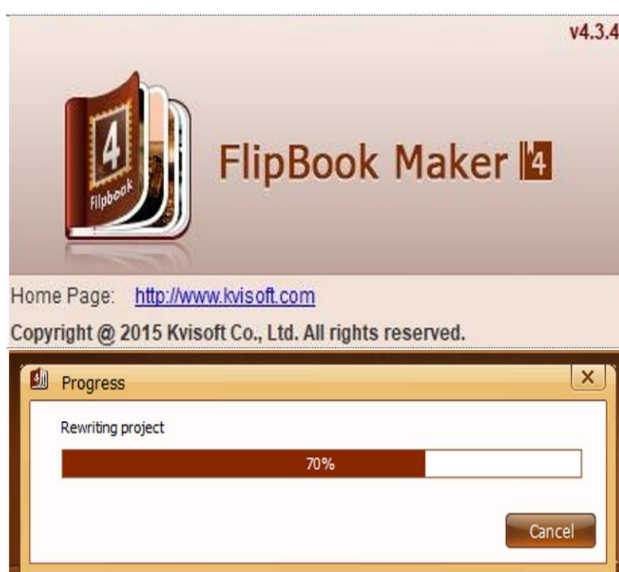 v4.3.4
4
Flipbook
FlipBook Maker 4
Home Page: http://www.kvisoft.com
Copyright @ 2015 Kvisoft Co., Ltd. All rights reserved.
4 Progress X
Rewriting project
70%
Cancel